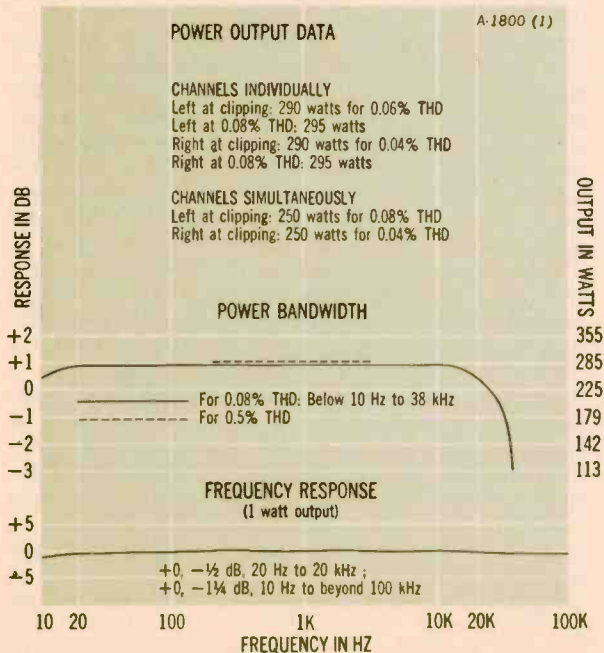 A-1800 (1)
POWER OUTPUT DATA
CHANNELS INDIVIDUALLY
Left at clipping: 290 watts for 0.06% THD
Left at 0.08% THD: 295 watts
Right at clipping: 290 watts for 0.04% THD
Right at 0.08% THD: 295 watts
CHANNELS SIMULTANEOUSLY
Left at clipping: 250 watts for 0.08% THD
Right at clipping: 250 watts for 0.04% THD
RESPONSE IN DB
OUTPUT IN WATTS
POWER BANDWIDTH
+2 355
+1 285
0 225
−1 179
−2 142
−3 113
For 0.08% THD: Below 10 Hz to 38 kHz
For 0.5% THD
FREQUENCY RESPONSE
(1 watt output)
+5
0
-5
+0, −½ dB, 20 Hz to 20 kHz ;
+0, −1¼ dB, 10 Hz to beyond 100 kHz
10 20 100 1K 10K 20K 100K
FREQUENCY IN HZ